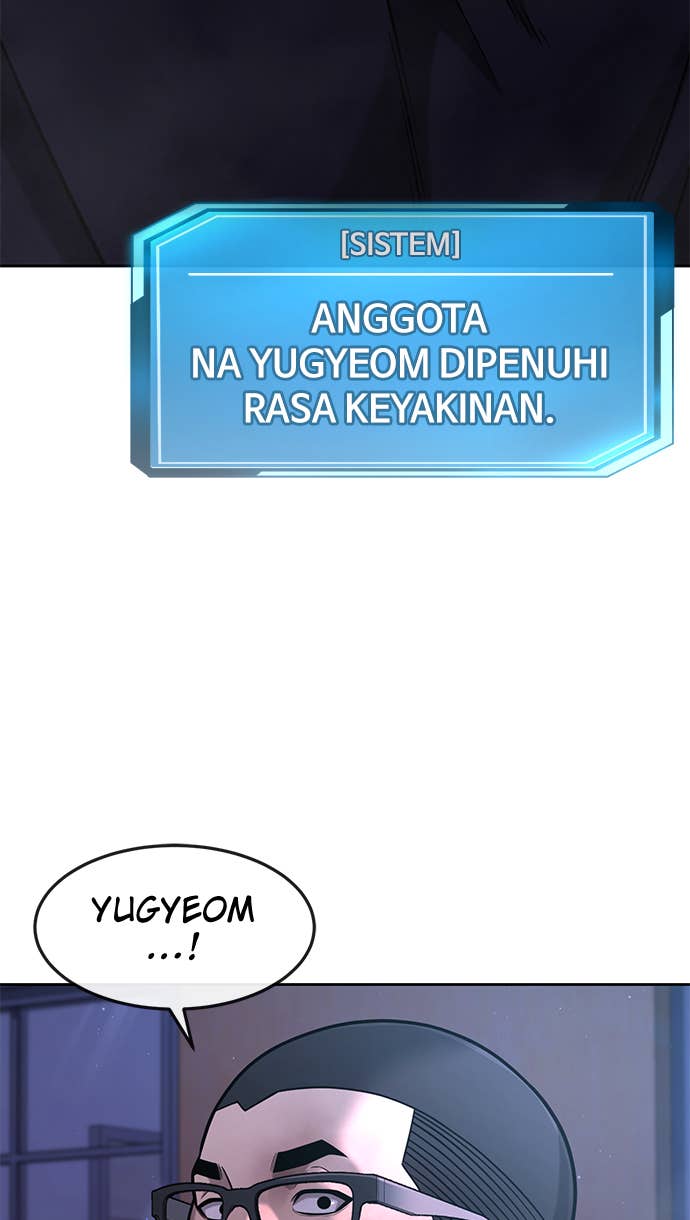 [SISTEM]
ANGGOTA
NA YUGYEOM DIPENUHI
RASA KEYAKINAN.
YUGYEOM
...!